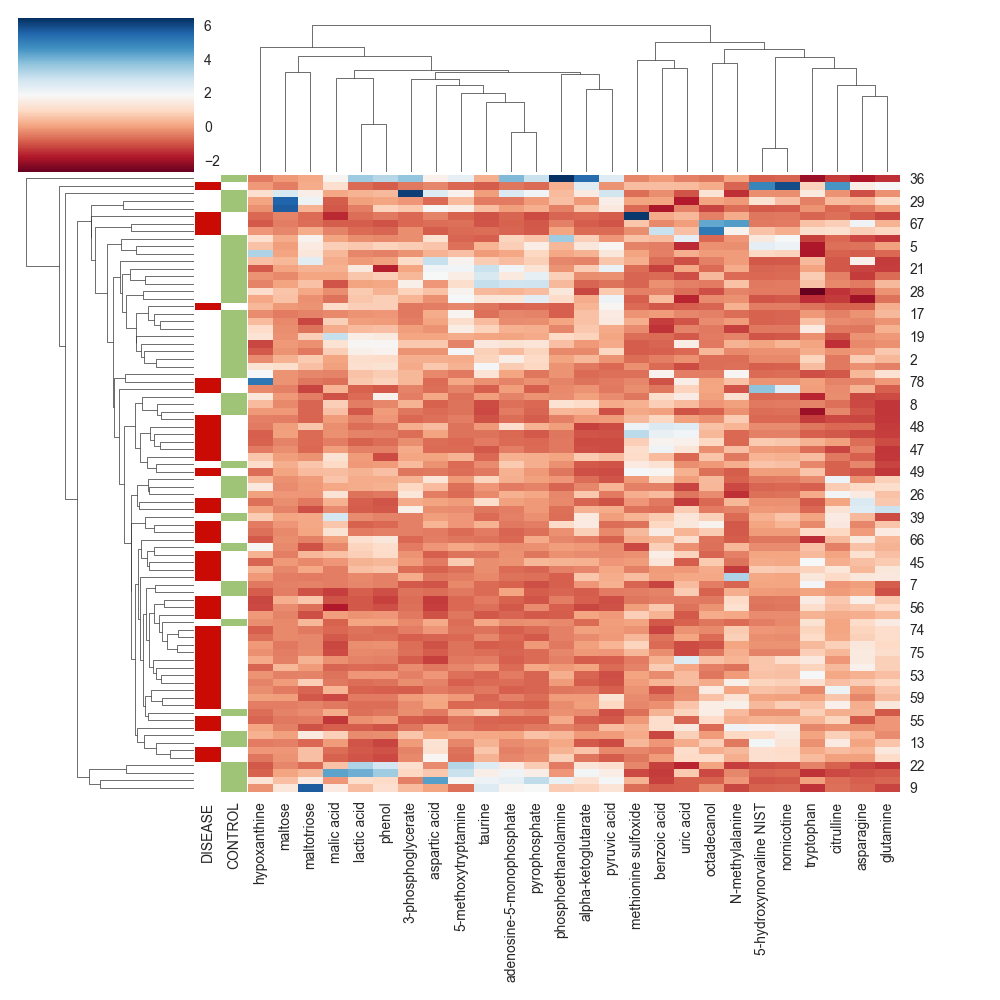 6
4
2
0
−2
36
29
67
5
21
28
17
19
2
78
8
48
47
49
26
39
66
45
7
56
74
75
53
59
55
13
22
9
DISEASE
CONTROL
hypoxanthine
maltose
maltotriose
malic acid
lactic acid
phenol
3-phosphoglycerate
aspartic acid
5-methoxytryptamine
taurine
adenosine-5-monophosphate
pyrophosphate
phosphoethanolamine
alpha-ketoglutarate
pyruvic acid
methionine sulfoxide
benzoic acid
uric acid
octadecanol
N-methylalanine
5-hydroxynorvaline NIST
nornicotine
tryptophan
citrulline
asparagine
glutamine